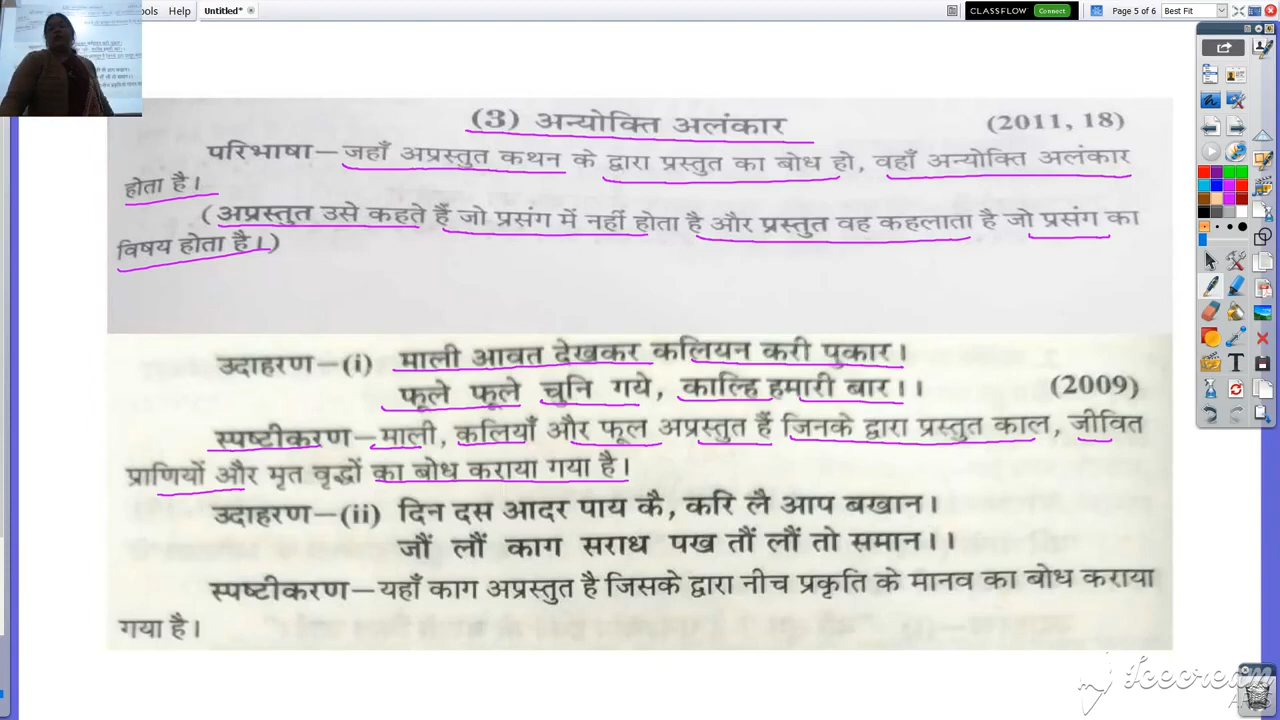 ools Help Untitled* CLASSFLOW Connect Page 5 of 6 Best Fit
(3) अन्योक्ति अलंकार (2011, 18)
परिभाषा—जहाँ अप्रस्तुत कथन के द्वारा प्रस्तुत का बोध हो, वहाँ अन्योक्ति अलंकार
होता है।
(अप्रस्तुत उसे कहते हैं जो प्रसंग में नहीं होता है और प्रस्तुत वह कहलाता है जो प्रसंग का
विषय होता है।)
उदाहरण—(i) माली आवत देखकर कलियन करी पुकार।
फूले फूले चुनि गये, काल्हि हमारी बार।। (2009)
स्पष्टीकरण—माली, कलियाँ और फूल अप्रस्तुत हैं जिनके द्वारा प्रस्तुत काल, जीवित
प्राणियों और मृत वृद्धों का बोध कराया गया है।
उदाहरण—(ii) दिन दस आदर पाय कै, करि लै आप बखान।
जौं लौं काग सराध पख तौं लौं तो समान।।
स्पष्टीकरण—यहाँ काग अप्रस्तुत है जिसके द्वारा नीच प्रकृति के मानव का बोध कराया
गया है।
Icecream
APPS